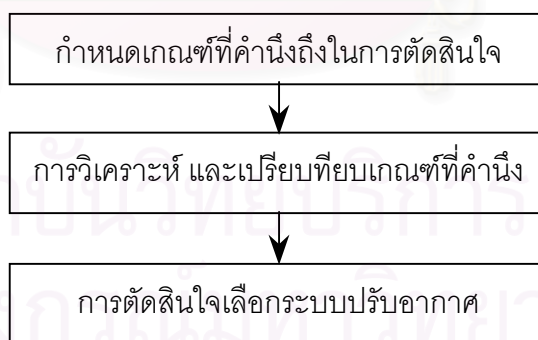 กำหนดเกณฑ์ที่คำนึงถึงในการตัดสินใจ
การวิเคราะห์ และเปรียบทียบเกณฑ์ที่คำนึง
การตัดสินใจเลือกระบบปรับอากาศ